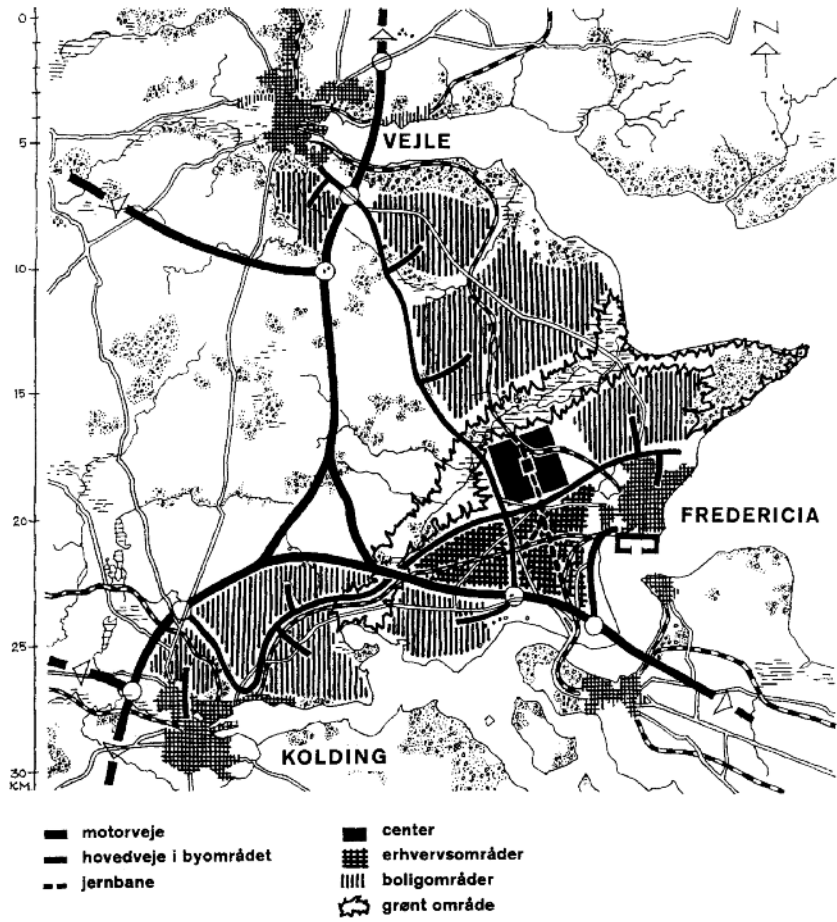 0
Z
5
VEJLE
10
15
20
FREDERICIA
25
KOLDING
30
KM.
motorveje
hovedveje i byområdet
jernbane
center
erhvervsområder
boligområder
grønt område